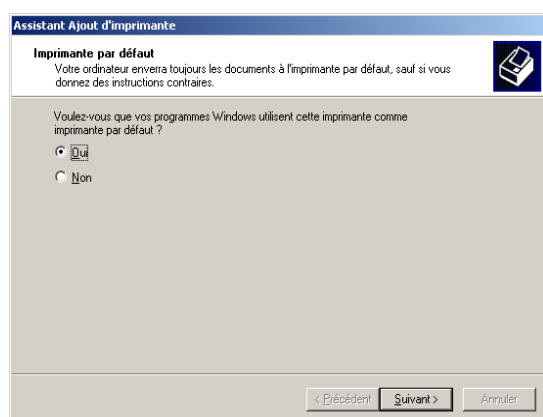 Assistant Ajout d'imprimante
Imprimante par défaut
Votre ordinateur enverra toujours les documents à l'imprimante par défaut, sauf si vous
donnez des instructions contraires.
Voulez-vous que vos programmes Windows utilisent cette imprimante comme
imprimante par défaut ?
Oui
Non
< Précédent Suivant > Annuler